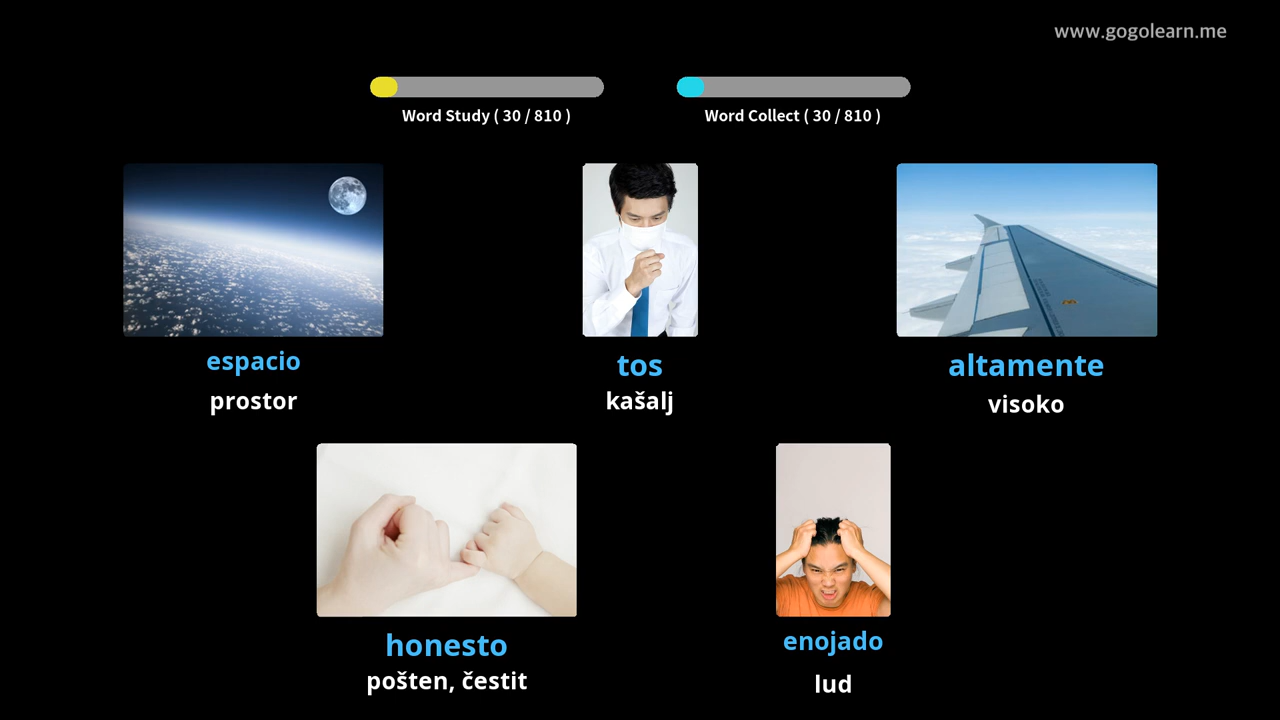 www.gogolearn.me
Word Study ( 30 / 810 )
Word Collect ( 30 / 810 )
espacio
prostor
tos
kašalj
altamente
visoko
honesto
pošten, čestit
enojado
lud